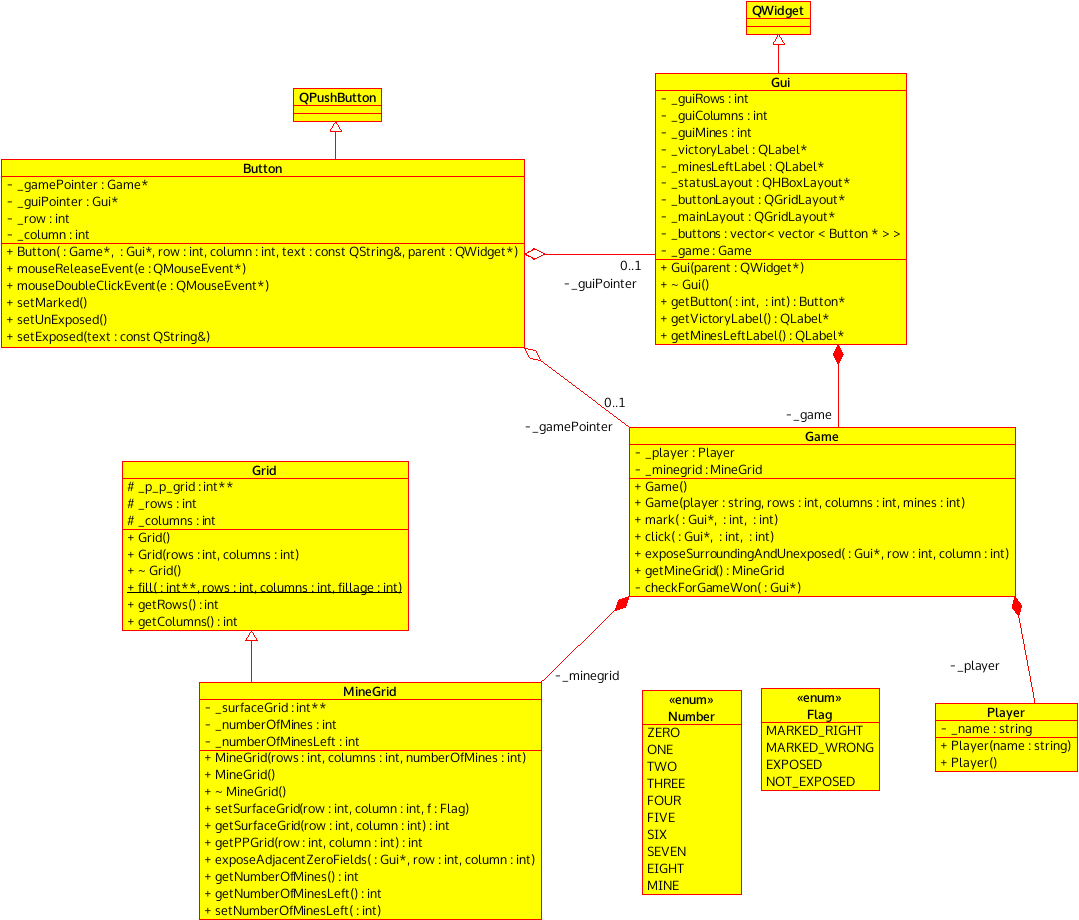 QWidget
Gui
- _guiRows : int
- _guiColumns : int
- _guiMines : int
- _victoryLabel : QLabel*
- _minesLeftLabel : QLabel*
- _statusLayout : QHBoxLayout*
- _buttonLayout : QGridLayout*
- _mainLayout : QGridLayout*
- _buttons : vector< vector < Button * > >
- _game : Game
+ Gui(parent : QWidget*)
+ ~ Gui()
+ getButton( : int,  : int) : Button*
+ getVictoryLabel() : QLabel*
+ getMinesLeftLabel() : QLabel*
QPushButton
Button
- _gamePointer : Game*
- _guiPointer : Gui*
- _row : int
- _column : int
+ Button( : Game*,  : Gui*, row : int, column : int, text : const QString&, parent : QWidget*)
+ mouseReleaseEvent(e : QMouseEvent*)
+ mouseDoubleClickEvent(e : QMouseEvent*)
+ setMarked()
+ setUnExposed()
+ setExposed(text : const QString&)
0..1
-_guiPointer
0..1
-_gamePointer
-_game
Game
- _player : Player
- _minegrid : MineGrid
+ Game()
+ Game(player : string, rows : int, columns : int, mines : int)
+ mark( : Gui*,  : int,  : int)
+ click( : Gui*,  : int,  : int)
+ exposeSurroundingAndUnexposed( : Gui*, row : int, column : int)
+ getMineGrid() : MineGrid
- checkForGameWon( : Gui*)
Grid
# _p_p_grid : int**
# _rows : int
# _columns : int
+ Grid()
+ Grid(rows : int, columns : int)
+ ~ Grid()
+ fill( : int**, rows : int, columns : int, fillage : int)
+ getRows() : int
+ getColumns() : int
-_minegrid
-_player
MineGrid
- _surfaceGrid : int**
- _numberOfMines : int
- _numberOfMinesLeft : int
+ MineGrid(rows : int, columns : int, numberOfMines : int)
+ MineGrid()
+ ~ MineGrid()
+ setSurfaceGrid(row : int, column : int, f : Flag)
+ getSurfaceGrid(row : int, column : int) : int
+ getPPGrid(row : int, column : int) : int
+ exposeAdjacentZeroFields( : Gui*, row : int, column : int)
+ getNumberOfMines() : int
+ getNumberOfMinesLeft() : int
+ setNumberOfMinesLeft( : int)
«enum»
Number
ZERO
ONE
TWO
THREE
FOUR
FIVE
SIX
SEVEN
EIGHT
MINE
«enum»
Flag
MARKED_RIGHT
MARKED_WRONG
EXPOSED
NOT_EXPOSED
Player
- _name : string
+ Player(name : string)
+ Player()